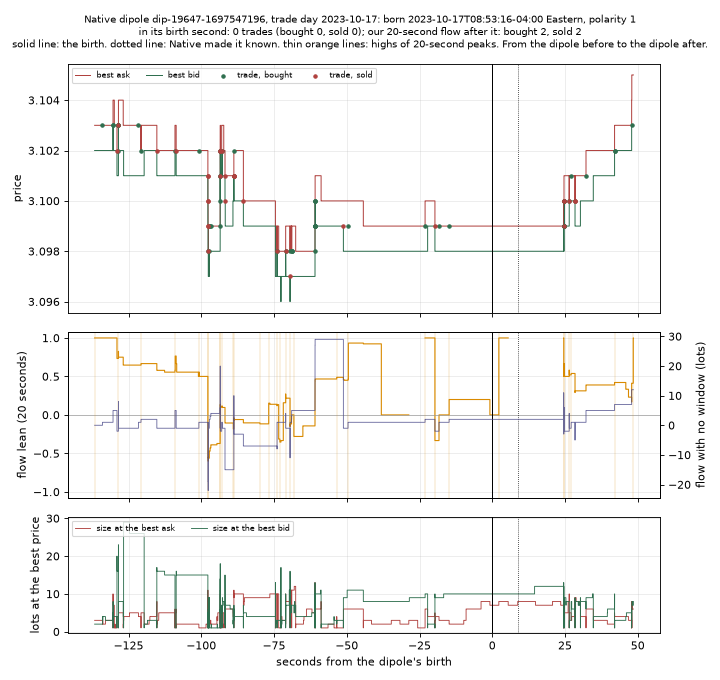 Native dipole dip-19647-1697547196, trade day 2023-10-17: born 2023-10-17T08:53:16-04:00 Eastern, polarity 1
in its birth second: 0 trades (bought 0, sold 0); our 20-second flow after it: bought 2, sold 2
solid line: the birth. dotted line: Native made it known. thin orange lines: highs of 20-second peaks. From the dipole before to the dipole after.
best ask
best bid
trade, bought
trade, sold
3.104
3.102
3.100
3.098
3.096
price
1.0
0.5
0.0
−0.5
−1.0
flow lean (20 seconds)
30
20
10
0
−10
−20
flow with no window (lots)
size at the best ask
size at the best bid
30
20
10
0
lots at the best price
−125
−100
−75
−50
−25
0
25
50
seconds from the dipole's birth